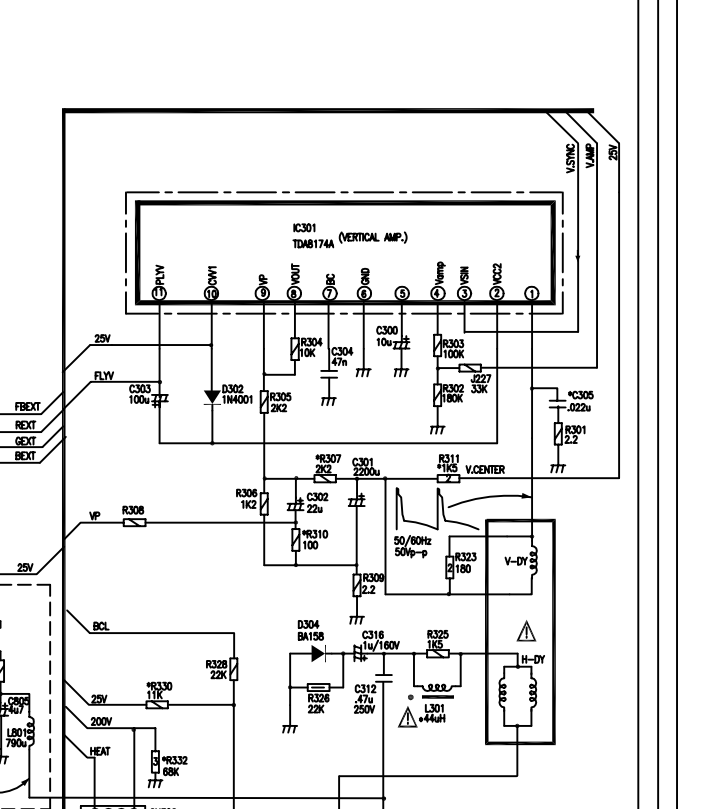 V.SYNC
V.AMP
25V
IC301
TDA8174A
(VERTICAL AMP.)
PLYV
CVV1
VP
VOUT
BC
GND
Vamp
VSIN
VCC2
11
10
9
8
7
6
5
4
3
2
1
25V
FLYV
FBEXT
REXT
GEXT
BEXT
C303
100u
D302
1N4001
R304
10K
R305
2K2
C304
47n
C300
10u
R303
100K
R302
180K
J227
33K
*C305
.022u
R301
2.2
*R307
2K2
C301
2200u
R311
*1K5
2
V.CENTER
R306
1K2
C302
22u
*R310
100
VP
R308
25V
50/60Hz
50Vp-p
R323
2
180
V-DY
R309
2.2
BCL
D304
BA158
C316
1u/160V
R325
1K5
H-DY
R328
22K
*R330
11K
25V
R326
22K
C312
.47u
250V
L301
*44uH
C805
4u7
L801
790u
200V
HEAT
3
*R332
68K